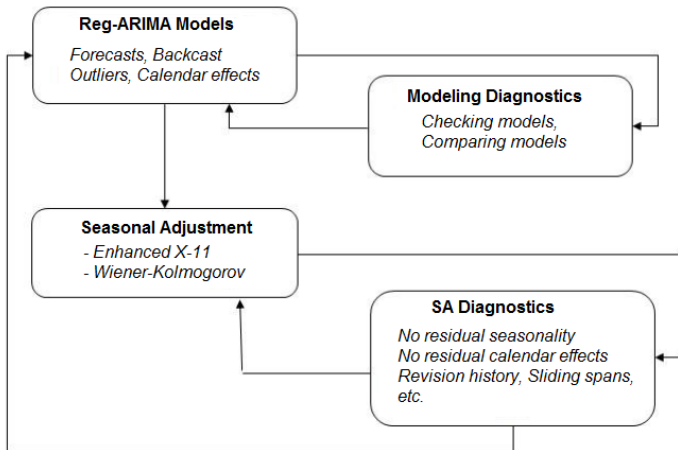 Reg-ARIMA Models
Forecasts, Backcast
Outliers, Calendar effects
Modeling Diagnostics
Checking models,
Comparing models
Seasonal Adjustment
- Enhanced X-11
- Wiener-Kolmogorov
SA Diagnostics
No residual seasonality
No residual calendar effects
Revision history, Sliding spans,
etc.